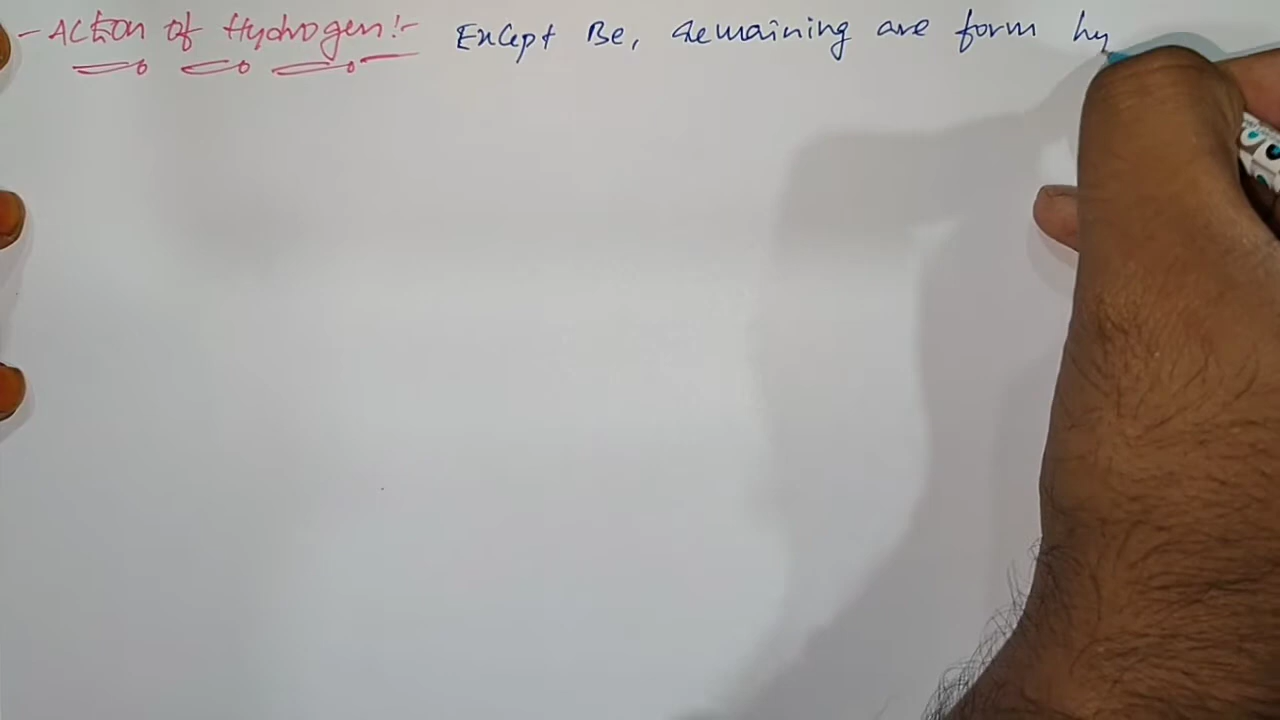 - Action of Hydrogen:- Except Be, remaining are form hy